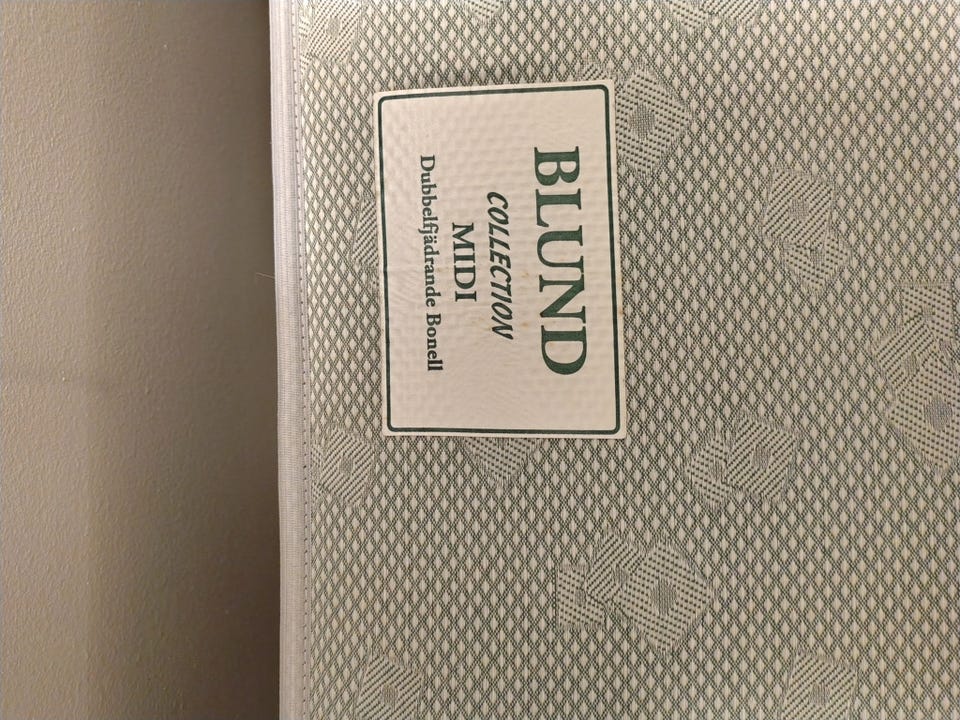 BLUND
COLLECTION
MIDI
Dubbelfjädrande Bonell